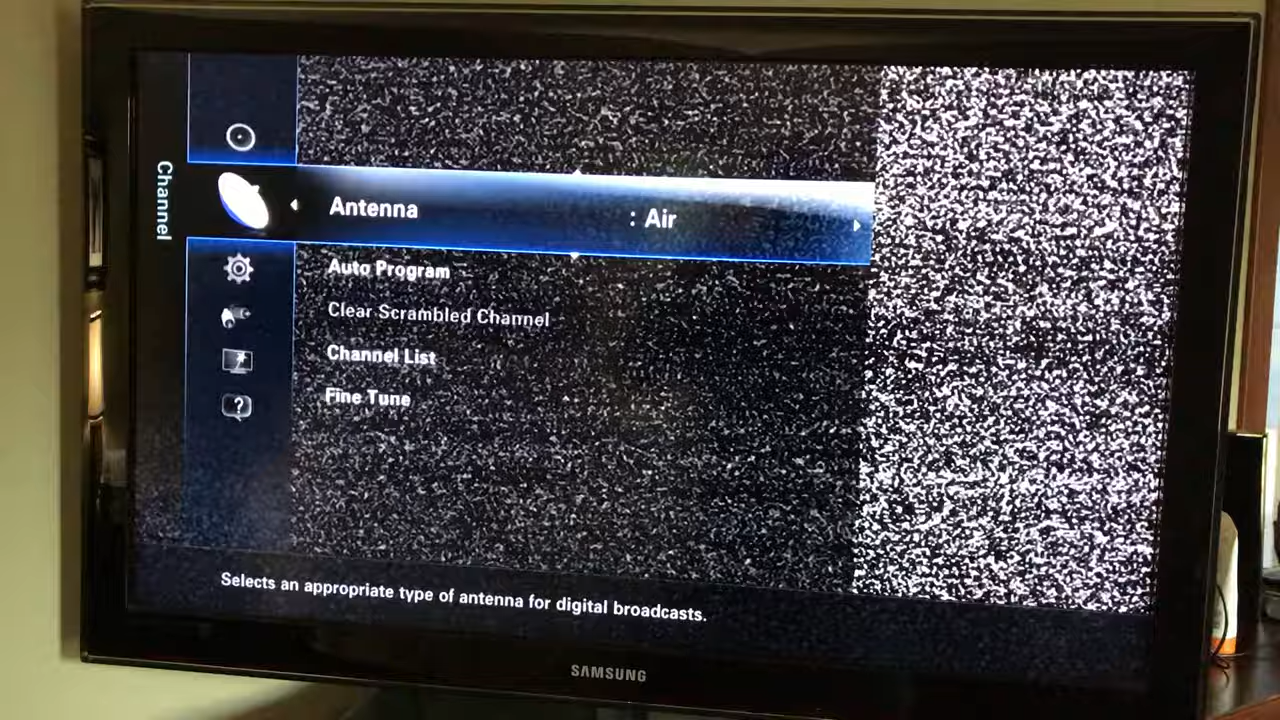 Channel
Antenna : Air
Auto Program
Clear Scrambled Channel
Channel List
Fine Tune
?
Selects an appropriate type of antenna for digital broadcasts.
SAMSUNG